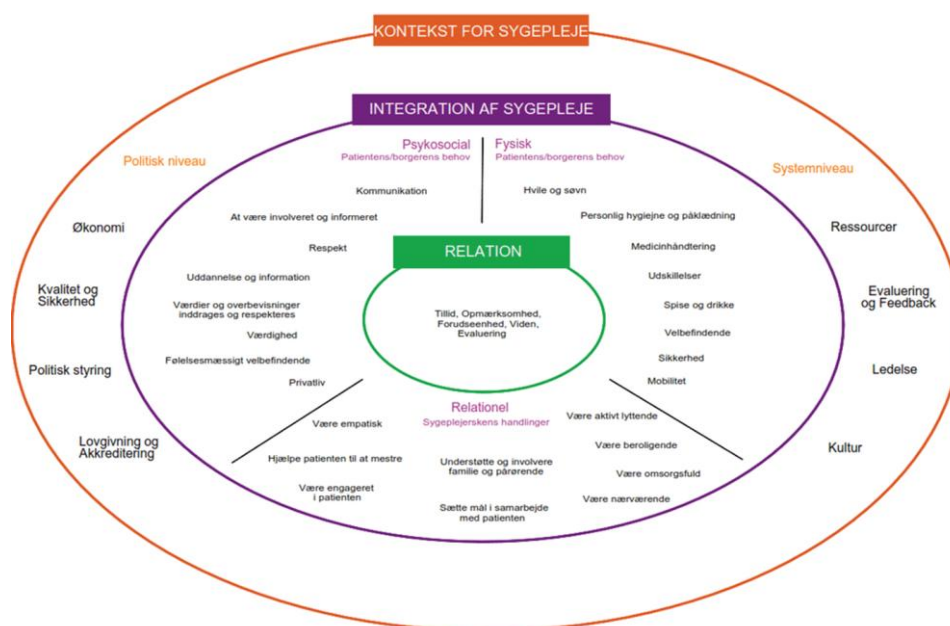 KONTEKST FOR SYGEPLEJE
INTEGRATION AF SYGEPLEJE
Politisk niveau
Økonomi
Kvalitet og
Sikkerhed
Politisk styring
Lovgivning og
Akkreditering
Psykosocial
Patientens/borgerens behov
Kommunikation
At være involveret og informeret
Respekt
Uddannelse og information
Værdier og overbevisninger
inddrages og respekteres
Værdighed
Følelsesmæssigt velbefindende
Privatliv
Fysisk
Patientens/borgerens behov
Hvile og søvn
Personlig hygiejne og påklædning
Medicinhåndtering
Udskillelser
Spise og drikke
Velbefindende
Sikkerhed
Mobilitet
RELATION
Tillid, Opmærksomhed,
Forudseenhed, Viden,
Evaluering
Relationel
Sygeplejerskens handlinger
Være empatisk
Hjælpe patienten til at mestre
Være engageret
i patienten
Understøtte og involvere
familie og pårørende
Sætte mål i samarbejde
med patienten
Være aktivt lyttende
Være beroligende
Være omsorgsfuld
Være nærværende
Systemniveau
Ressourcer
Evaluering
og Feedback
Ledelse
Kultur